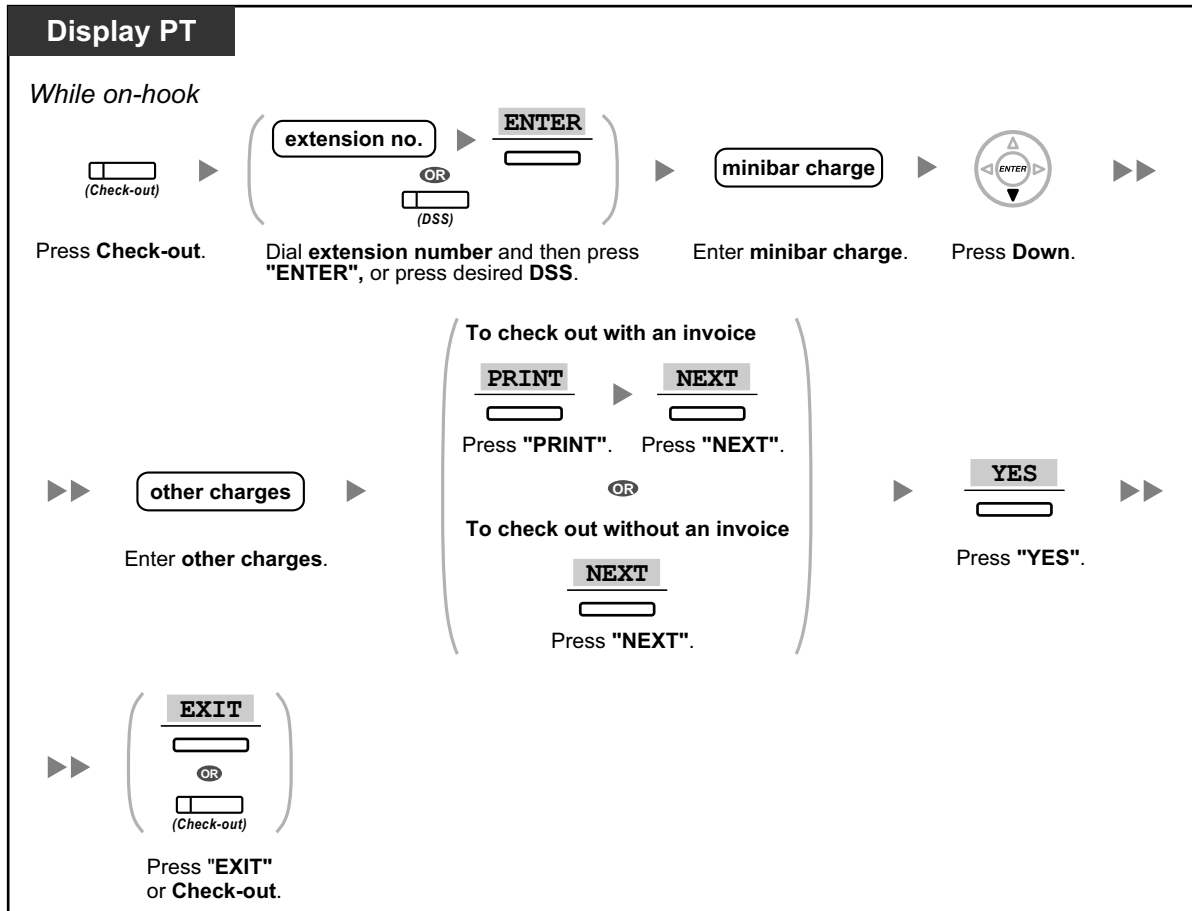 Display PT
While on-hook
(Check-out)
extension no.
ENTER
OR
(DSS)
minibar charge
ENTER
Press Check-out.
Dial extension number and then press
"ENTER", or press desired DSS.
Enter minibar charge.
Press Down.
other charges
Enter other charges.
To check out with an invoice
PRINT
NEXT
Press "PRINT".
Press "NEXT".
OR
To check out without an invoice
NEXT
Press "NEXT".
YES
Press "YES".
EXIT
OR
(Check-out)
Press "EXIT"
or Check-out.